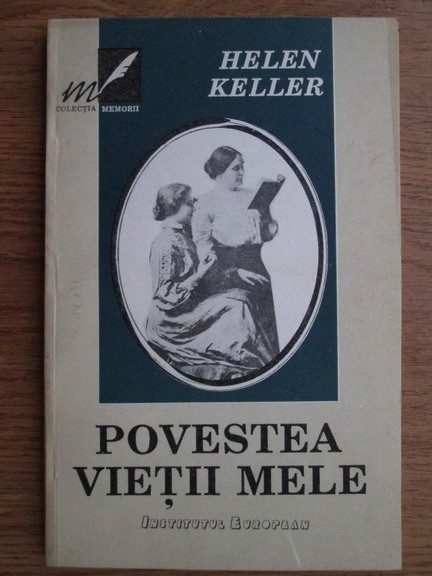 m
COLECȚIA MEMORII
HELEN
KELLER
POVESTEA
VIEȚII MELE
INSTITUTUL EUROPEAN